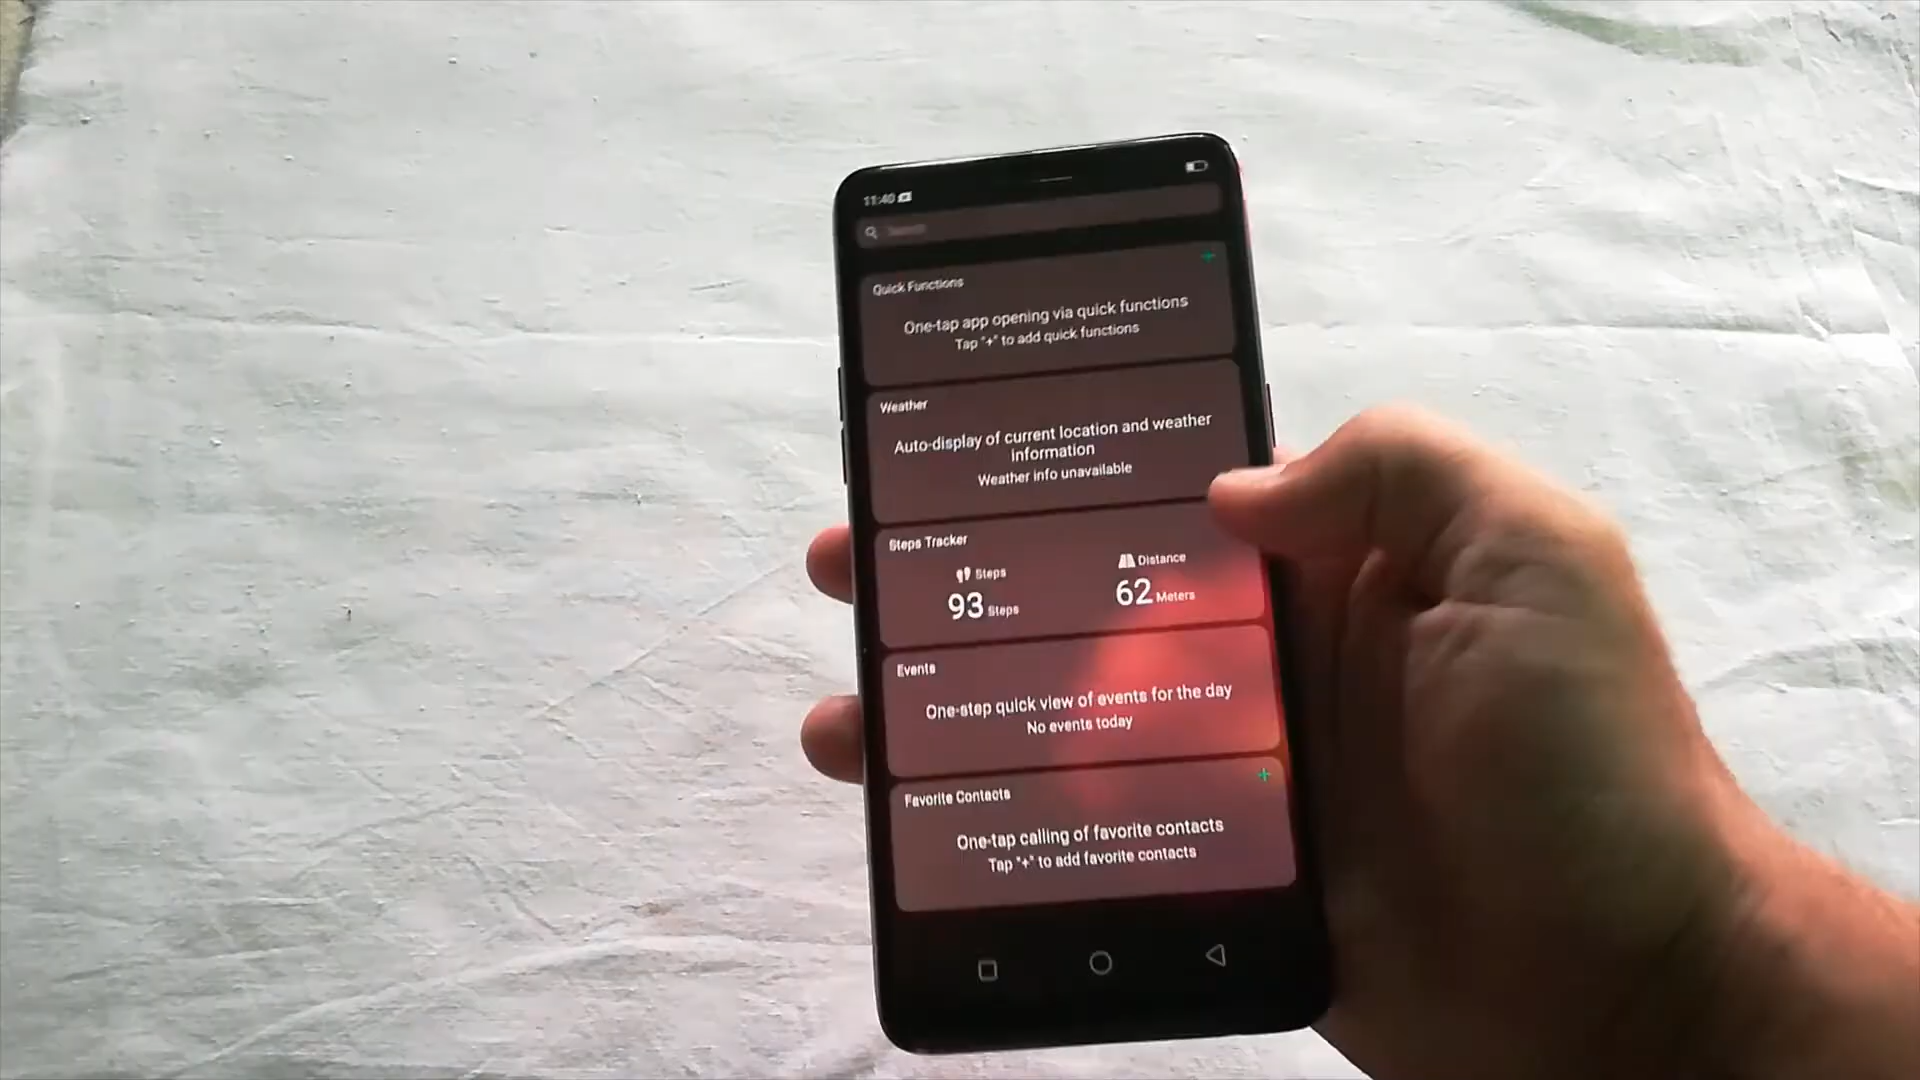 11:40
Search
Quick Functions
One-tap app opening via quick functions
Tap "+" to add quick functions
Weather
Auto-display of current location and weather
information
Weather info unavailable
Steps Tracker
Steps
Distance
93 Steps
62 Meters
Events
One-step quick view of events for the day
No events today
Favorite Contacts
One-tap calling of favorite contacts
Tap "+" to add favorite contacts